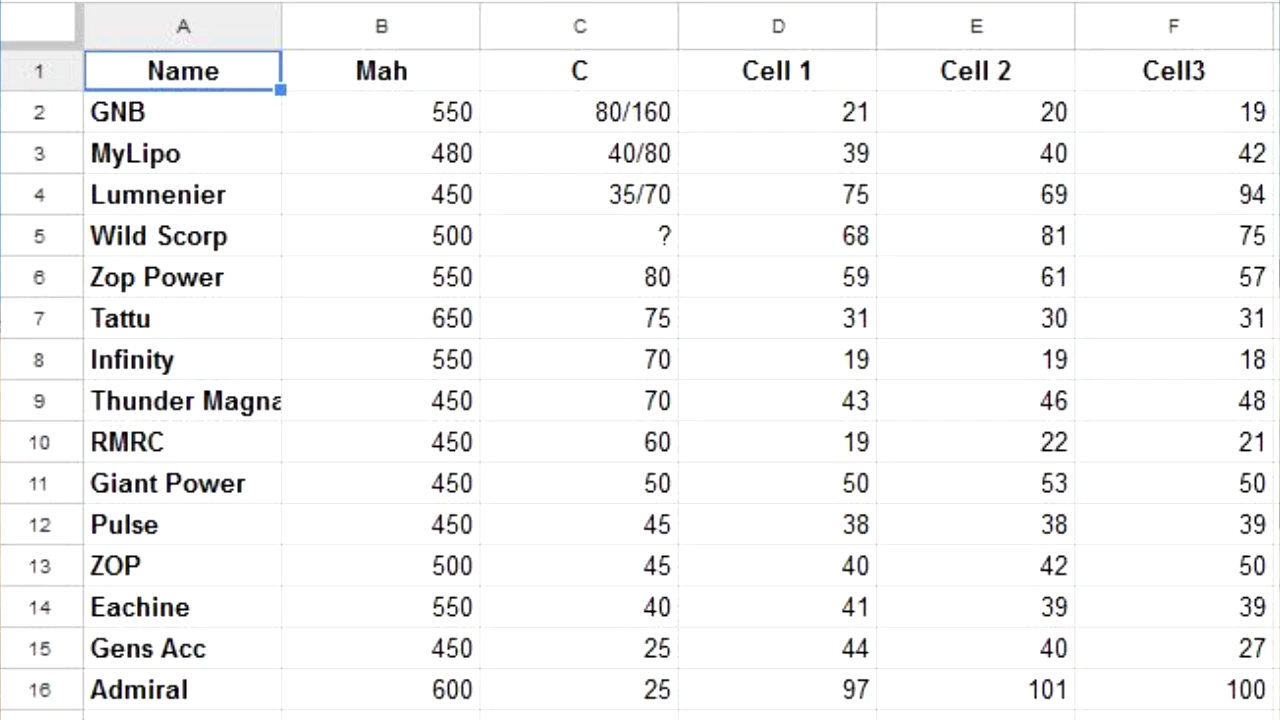 A B C D E F
1 Name Mah C Cell 1 Cell 2 Cell3
2 GNB 550 80/160 21 20 19
3 MyLipo 480 40/80 39 40 42
4 Lumnenier 450 35/70 75 69 94
5 Wild Scorp 500 ? 68 81 75
6 Zop Power 550 80 59 61 57
7 Tattu 650 75 31 30 31
8 Infinity 550 70 19 19 18
9 Thunder Magna 450 70 43 46 48
10 RMRC 450 60 19 22 21
11 Giant Power 450 50 50 53 50
12 Pulse 450 45 38 38 39
13 ZOP 500 45 40 42 50
14 Eachine 550 40 41 39 39
15 Gens Acc 450 25 44 40 27
16 Admiral 600 25 97 101 100